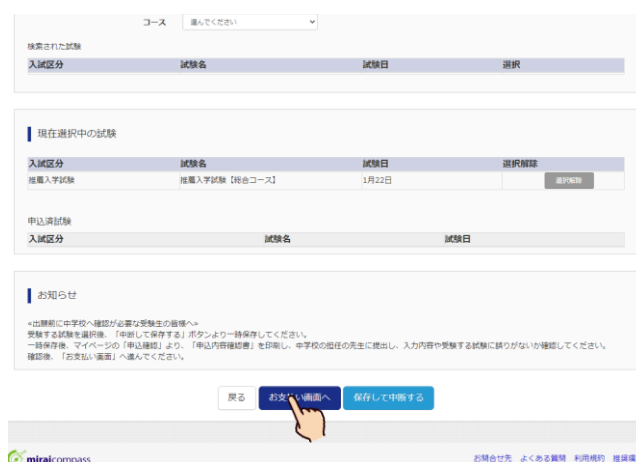 コース 選んでください
検索された試験
入試区分 試験名 試験日 選択
現在選択中の試験
入試区分 試験名 試験日 選択解除
推薦入学試験 推薦入学試験【総合コース】 1月22日 選択解除
申込済試験
入試区分 試験名 試験日
お知らせ
<出願前に中学校へ確認が必要な受験生の皆様へ>
受験する試験を選択後、「中断して保存する」ボタンより一時保存してください。
一時保存後、マイページの「申込確認」より、「申込内容確認書」を印刷し、中学校の担任の先生に提出し、入力内容や受験する試験に誤りがないか確認してください。
確認後、「お支払い画面」へ進んでください。
戻る お支払い画面へ 保存して中断する
miraicompass お問合せ先 よくある質問 利用規約 推奨環